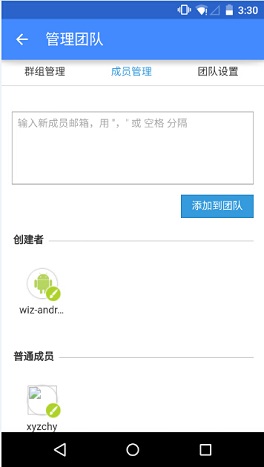 3:30
管理团队
群组管理 成员管理 团队设置
输入新成员邮箱，用 "，" 或 空格 分隔
添加到团队
创建者
wiz-andr...
普通成员
xyzchy